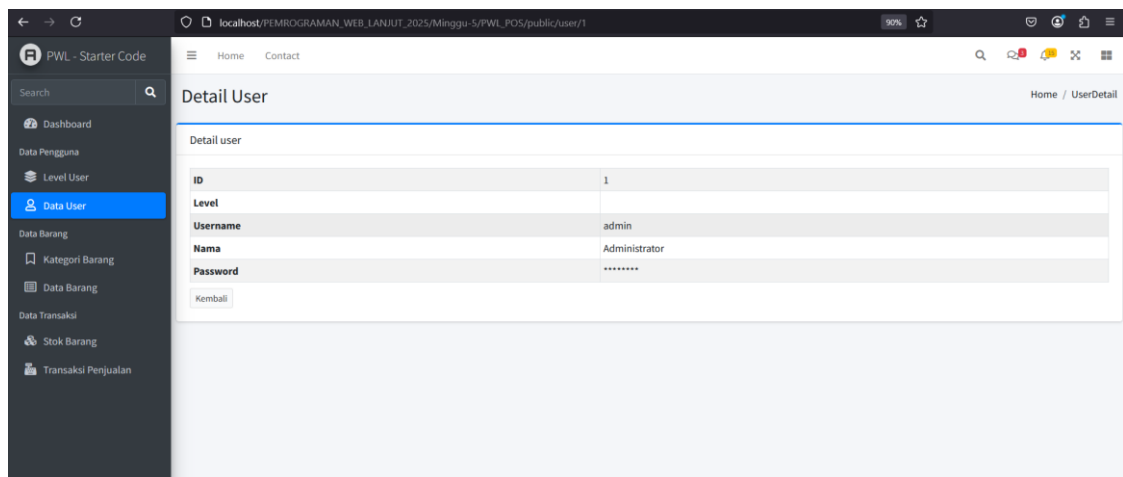 localhost/PEMROGRAMAN_WEB_LANJUT_2025/Minggu-5/PWL_POS/public/user/1
90%
PWL - Starter Code
Home Contact
Search
Detail User
Home / UserDetail
Dashboard
Detail user
Data Pengguna
Level User
Data User
Data Barang
Kategori Barang
Data Barang
Data Transaksi
Stok Barang
Transaksi Penjualan
ID 1
Level
Username admin
Nama Administrator
Password ********
Kembali